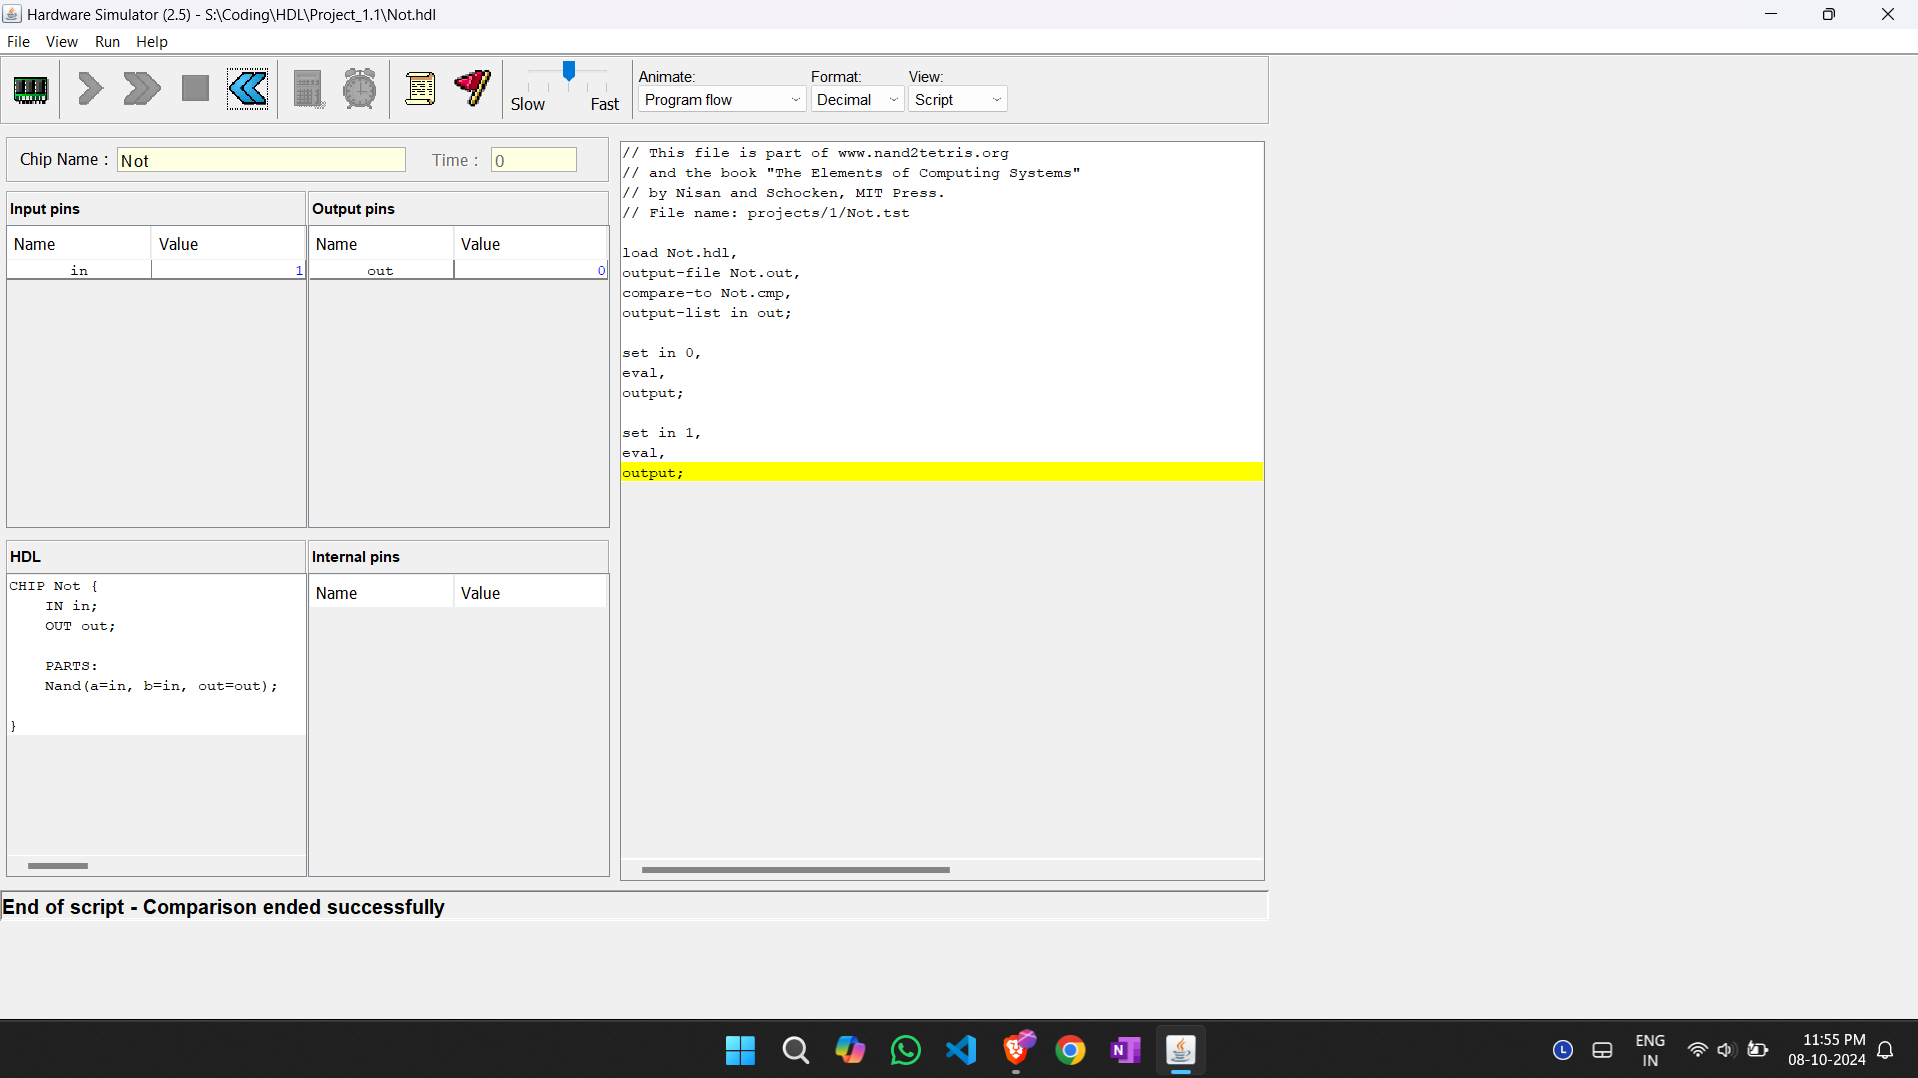 Hardware Simulator (2.5) - S:\Coding\HDL\Project_1.1\Not.hdl
File View Run Help
Slow Fast
Animate: Format: View:
Program flow Decimal Script
Chip Name : Not Time : 0
Input pins
Name Value
in 1
Output pins
Name Value
out 0
HDL
CHIP Not {
IN in;
OUT out;
PARTS:
Nand(a=in, b=in, out=out);
}
Internal pins
Name Value
// This file is part of www.nand2tetris.org
// and the book "The Elements of Computing Systems"
// by Nisan and Schocken, MIT Press.
// File name: projects/1/Not.tst
load Not.hdl,
output-file Not.out,
compare-to Not.cmp,
output-list in out;
set in 0,
eval,
output;
set in 1,
eval,
output;
End of script - Comparison ended successfully
N
L
ENG
IN
11:55 PM
08-10-2024